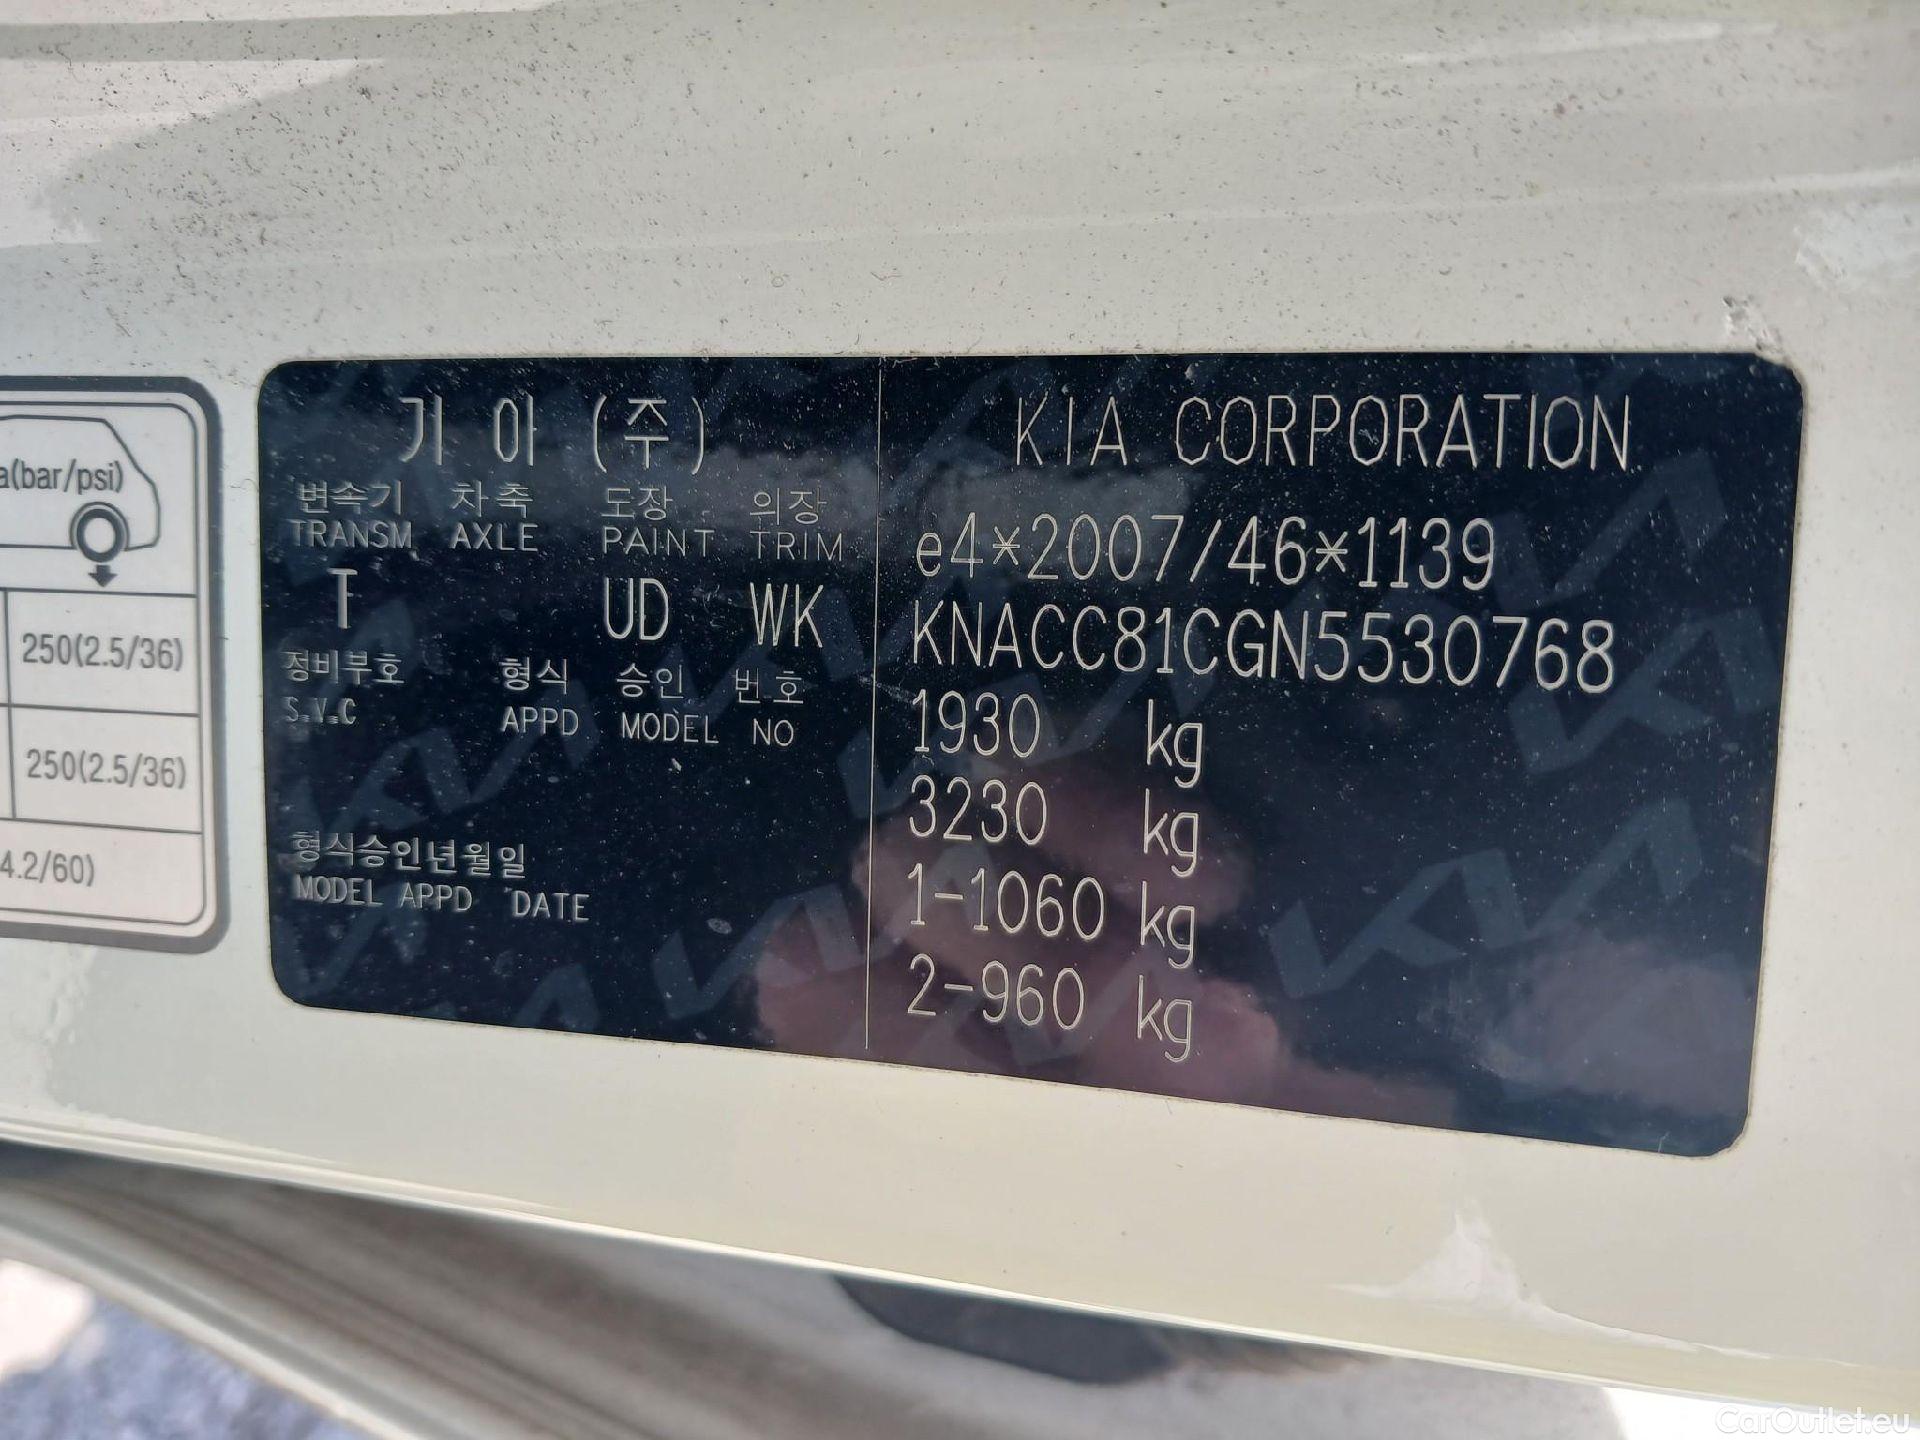 a(bar/psi)
250(2.5/36)
250(2.5/36)
4.2/60)
기 아 (주)
변속기 차축 도장 의장
TRANSM AXLE PAINT TRIM
T UD WK
정비부호 형식 승인 번호
S.V.C APPD MODEL NO
형식승인년월일
MODEL APPD DATE
KIA CORPORATION
e4*2007/46*1139
KNACC81CGN5530768
1930 kg
3230 kg
1-1060 kg
2-960 kg
CarOutlet.eu